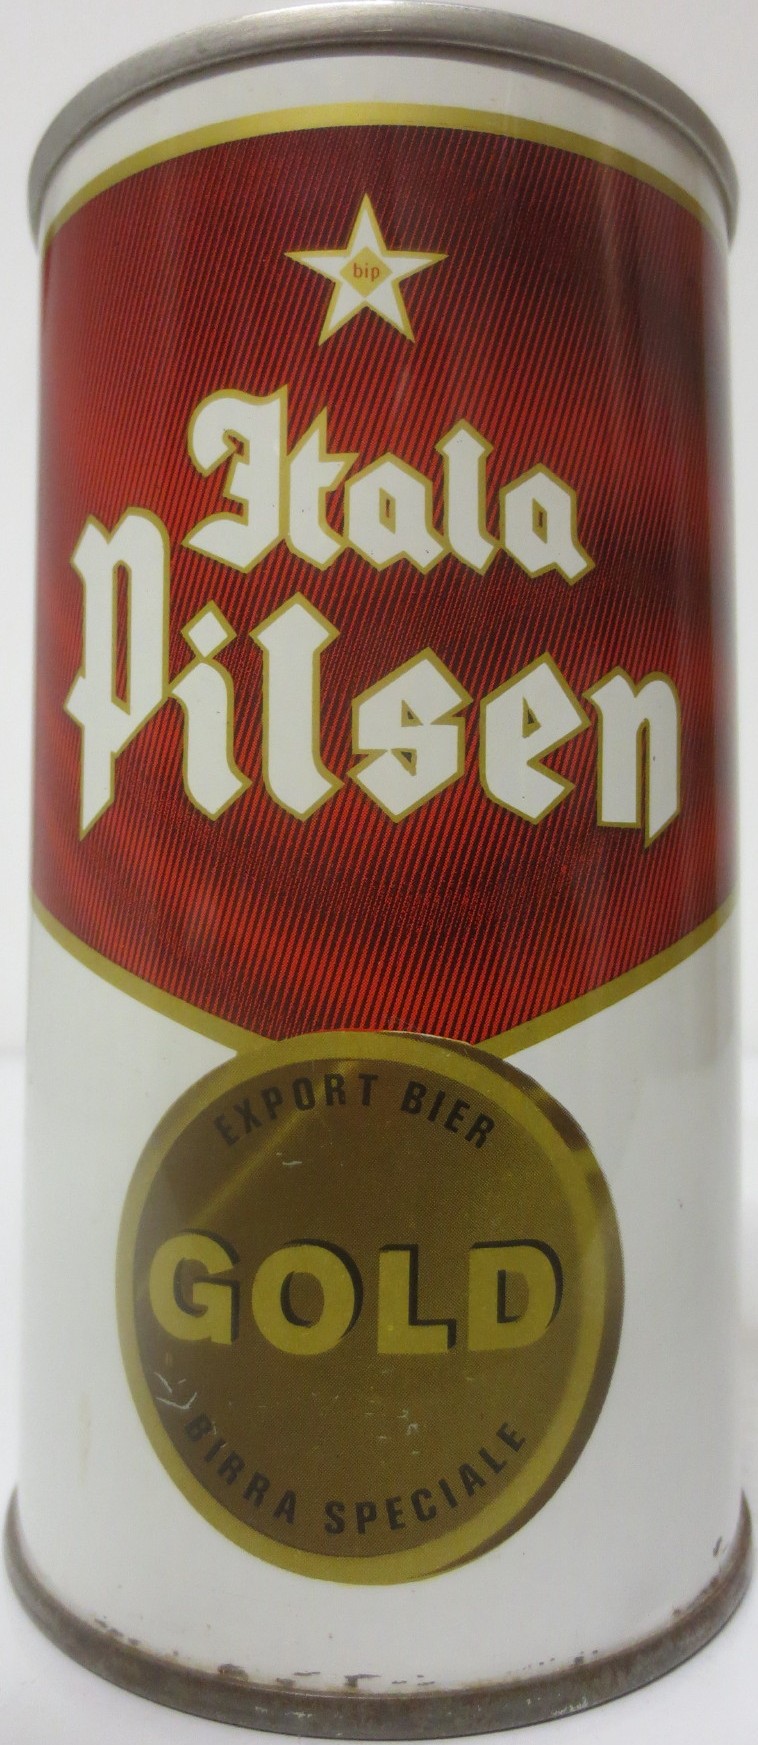 bip
Itala
Pilsen
EXPORT BIER
GOLD
BIRRA SPECIALE